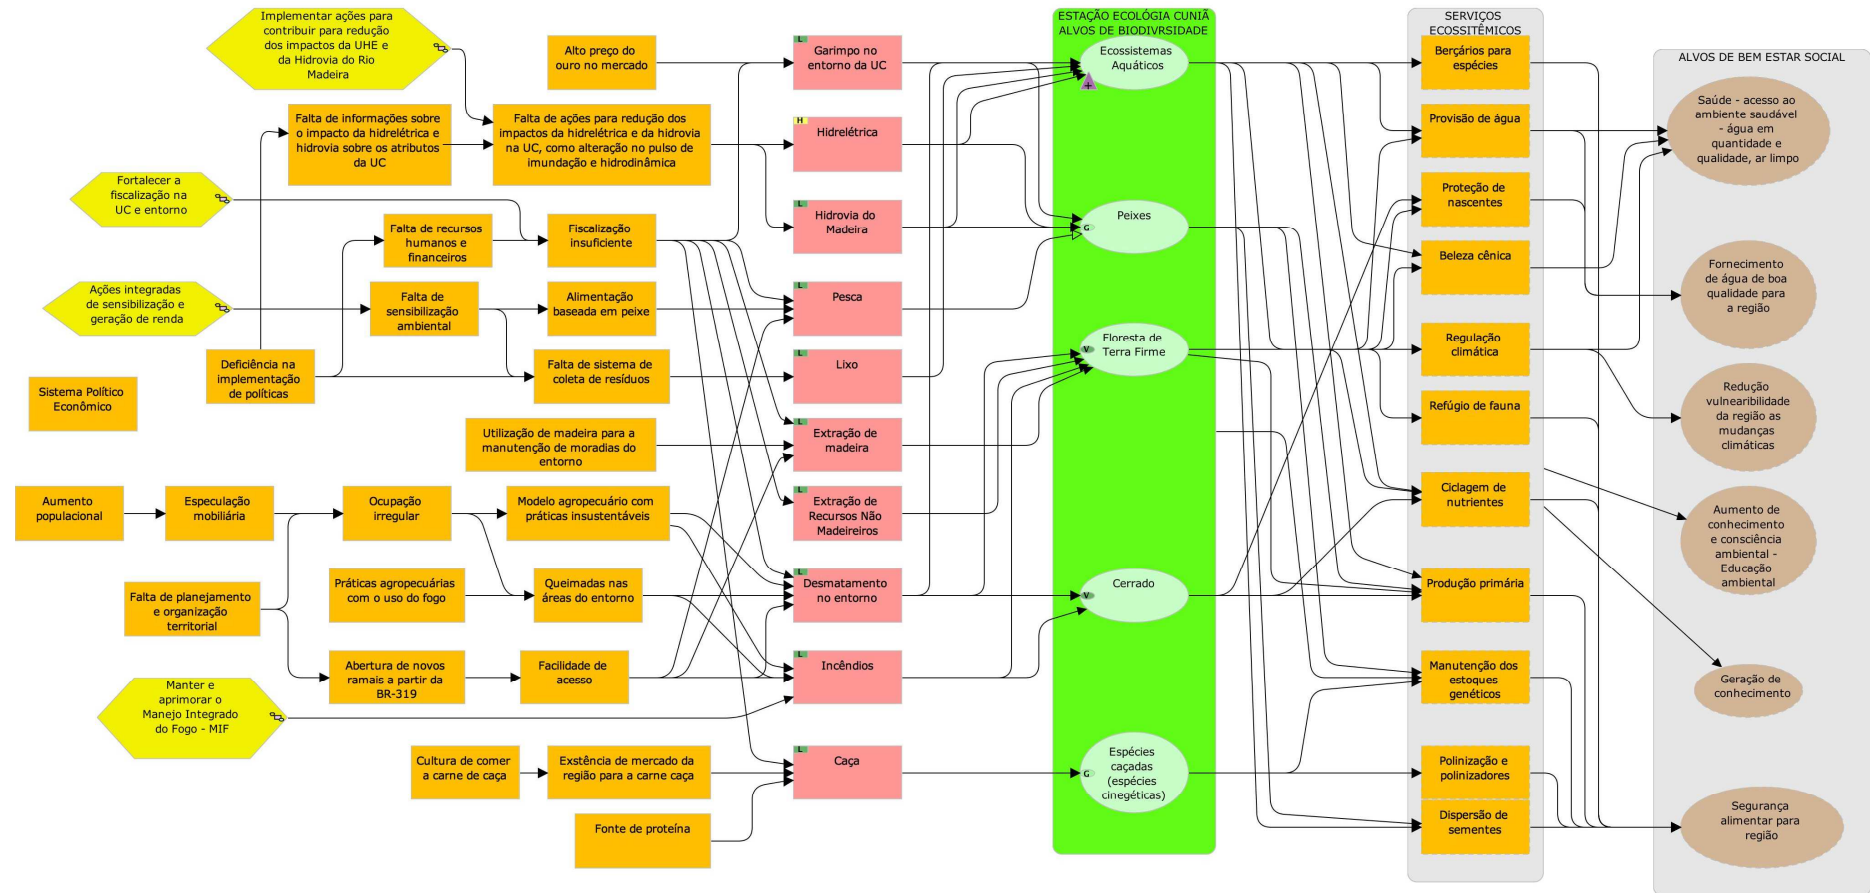 Implementar ações para
contribuir para redução
dos impactos da UHE e
da Hidrovia do Rio
Madeira
Fortalecer a
fiscalização na
UC e entorno
Ações integradas
de sensibilização e
geração de renda
Sistema Político
Econômico
Deficiência na
implementação
de políticas
Aumento
populacional
Especulação
mobiliária
Falta de planejamento
e organização
territorial
Manter e
aprimorar o
Manejo Integrado
do Fogo - MIF
Falta de informações sobre
o impacto da hidrelétrica e
hidrovia sobre os atributos
da UC
Falta de recursos
humanos e
financeiros
Falta de
sensibilização
ambiental
Ocupação
irregular
Práticas agropecuárias
com o uso do fogo
Abertura de novos
ramais a partir da
BR-319
Cultura de comer
a carne de caça
Alto preço do
ouro no mercado
Falta de ações para redução dos
impactos da hidrelétrica e da hidrovia
na UC, como alteração no pulso de
imundação e hidrodinâmica
Fiscalização
insuficiente
Alimentação
baseada em peixe
Falta de sistema de
coleta de resíduos
Utilização de madeira para a
manutenção de moradias do
entorno
Modelo agropecuário com
práticas insustentáveis
Queimadas nas
áreas do entorno
Facilidade de
acesso
Exstência de mercado da
região para a carne caça
Fonte de proteína
L
Garimpo no
entorno da UC
H
Hidrelétrica
L
Hidrovia do
Madeira
L
Pesca
L
Lixo
L
Extração de
madeira
L
Extração de
Recursos Não
Madeireiros
L
Desmatamento
no entorno
L
Incêndios
L
Caça
ESTAÇÃO ECOLÓGIA CUNIÃ
ALVOS DE BIODIVRSIDADE
Ecossistemas
Aquáticos
+
Peixes
G
Floresta de
V
Terra Firme
Cerrado
V
Espécies
caçadas
G
(espécies
cinegéticas)
SERVIÇOS
ECOSSITÊMICOS
Berçários para
espécies
Provisão de água
Proteção de
nascentes
Beleza cênica
Regulação
climática
Refúgio de fauna
Ciclagem de
nutrientes
Produção primária
Manutenção dos
estoques
genéticos
Polinização e
polinizadores
Dispersão de
sementes
ALVOS DE BEM ESTAR SOCIAL
Saúde - acesso ao
ambiente saudável
- água em
quantidade e
qualidade, ar limpo
Fornecimento
de água de boa
qualidade para
a região
Redução
vulnearibilidade
da região as
mudanças
climáticas
Aumento de
conhecimento
e consciência
ambiental -
Educação
ambiental
Geração de
conhecimento
Segurança
alimentar para
região